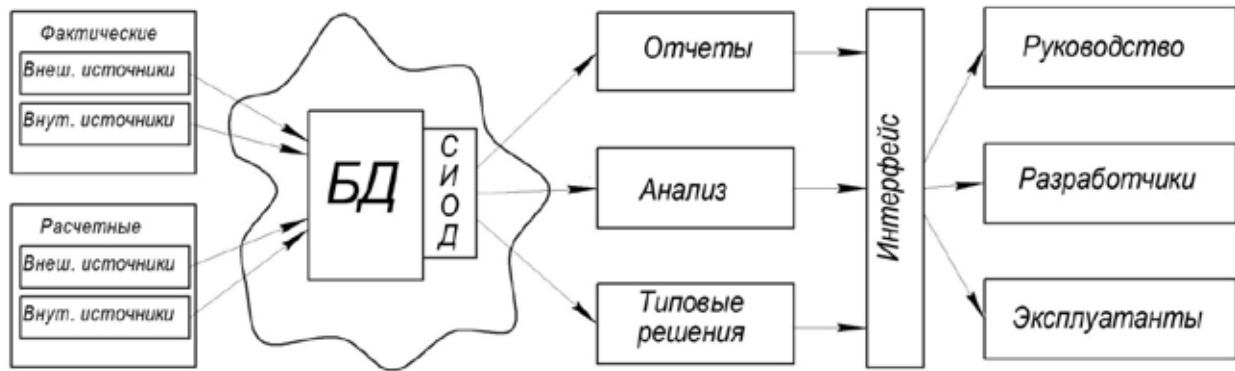 Фактические
Внеш. источники
Внут. источники
Расчетные
Внеш. источники
Внут. источники
БД
СИОД
Отчеты
Анализ
Типовые
решения
Интерфейс
Руководство
Разработчики
Эксплуатанты